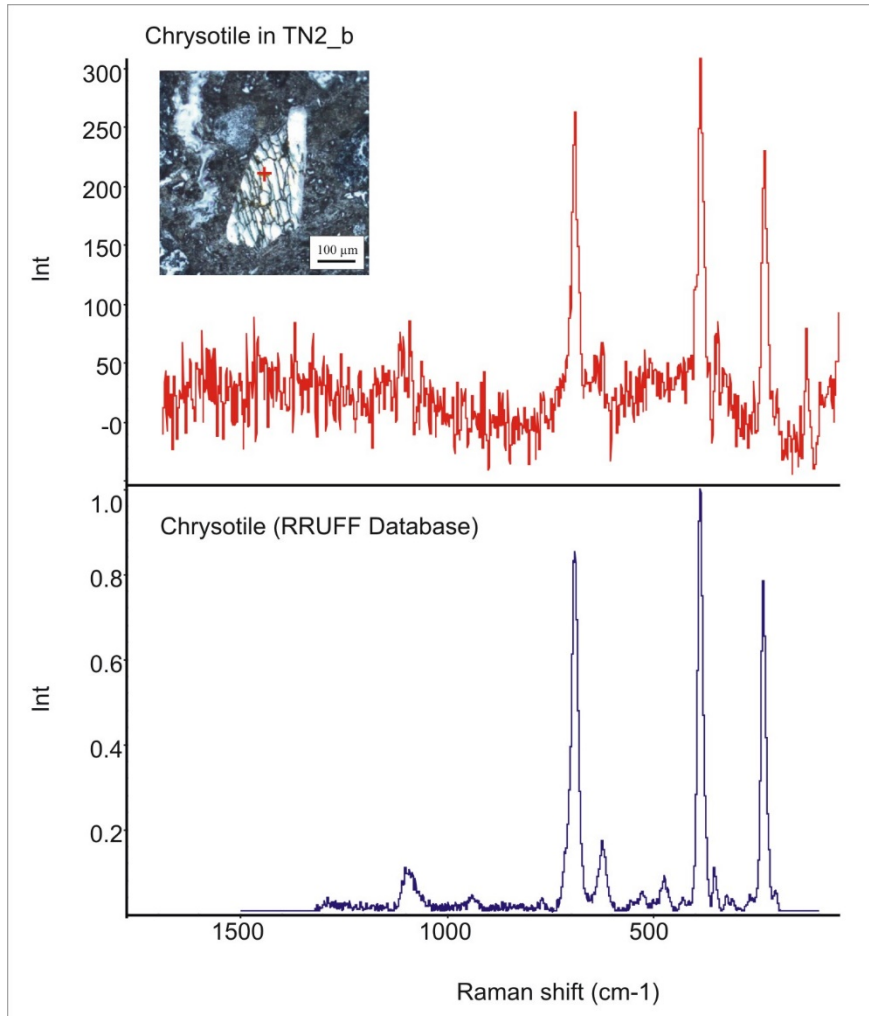 Chrysotile in TN2_b
300
250
200
150
100
50
-0
Int
100 µm
Chrysotile (RRUFF Database)
1.0
0.8
0.6
0.4
0.2
Int
1500 1000 500
Raman shift (cm-1)